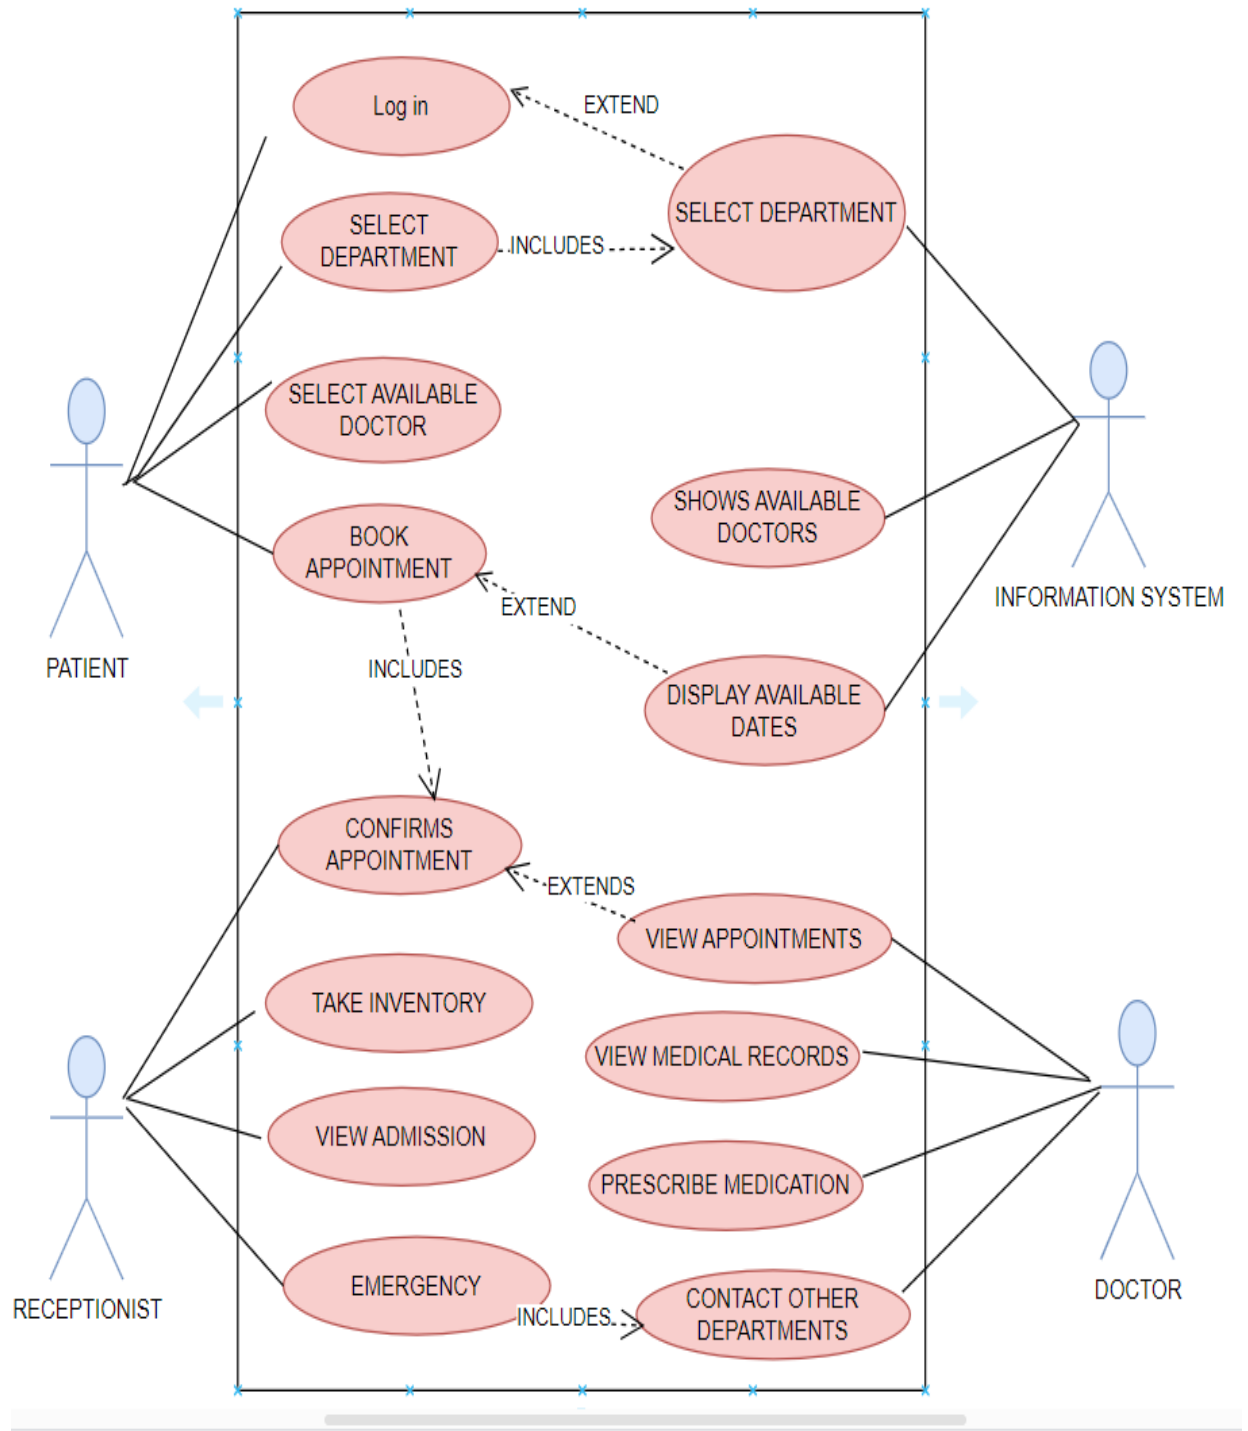 Log in
EXTEND
SELECT DEPARTMENT
SELECT
DEPARTMENT
INCLUDES
SELECT AVAILABLE
DOCTOR
SHOWS AVAILABLE
DOCTORS
BOOK
APPOINTMENT
EXTEND
INFORMATION SYSTEM
PATIENT
INCLUDES
DISPLAY AVAILABLE
DATES
CONFIRMS
APPOINTMENT
EXTENDS
VIEW APPOINTMENTS
TAKE INVENTORY
VIEW MEDICAL RECORDS
VIEW ADMISSION
PRESCRIBE MEDICATION
EMERGENCY
INCLUDES
CONTACT OTHER
DEPARTMENTS
RECEPTIONIST
DOCTOR